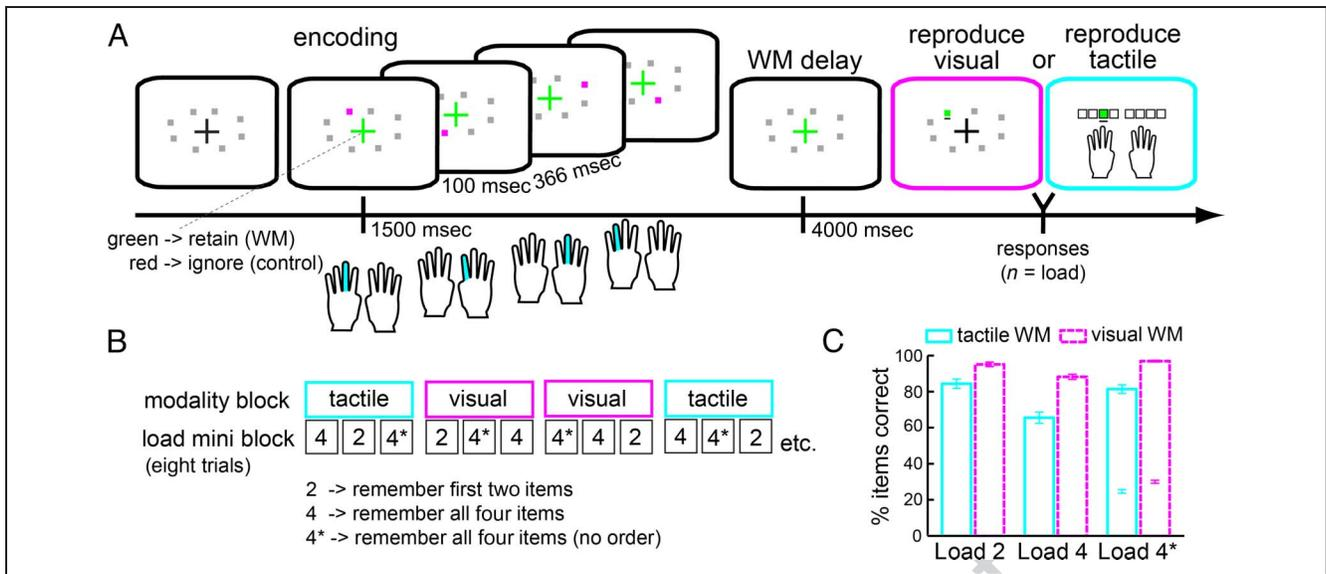 A
encoding
WM delay
reproduce visual
or
reproduce tactile
100 msec
366 msec
1500 msec
4000 msec
green -> retain (WM)
red -> ignore (control)
responses
(n = load)
B
modality block
tactile
visual
visual
tactile
load mini block
4 2 4* 2 4* 4 4* 4 2 4 4* 2 etc.
(eight trials)
2 -> remember first two items
4 -> remember all four items
4* -> remember all four items (no order)
C
tactile WM
visual WM
% items correct
100
80
60
40
20
0
Load 2
Load 4
Load 4*